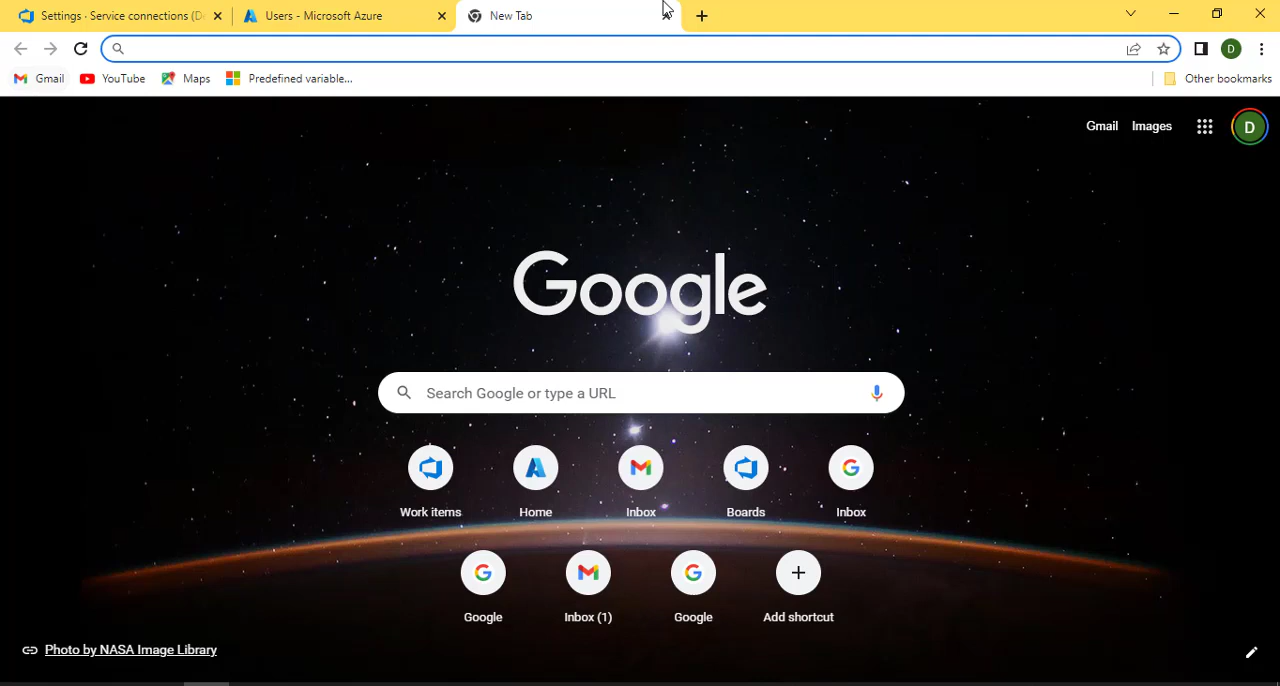 Settings · Service connections (De
Users - Microsoft Azure
New Tab
D
Gmail
YouTube
Maps
Predefined variable...
Other bookmarks
Gmail
Images
D
Google
Search Google or type a URL
Work items
Home
Inbox
Boards
Inbox
Google
Inbox (1)
Google
Add shortcut
Photo by NASA Image Library